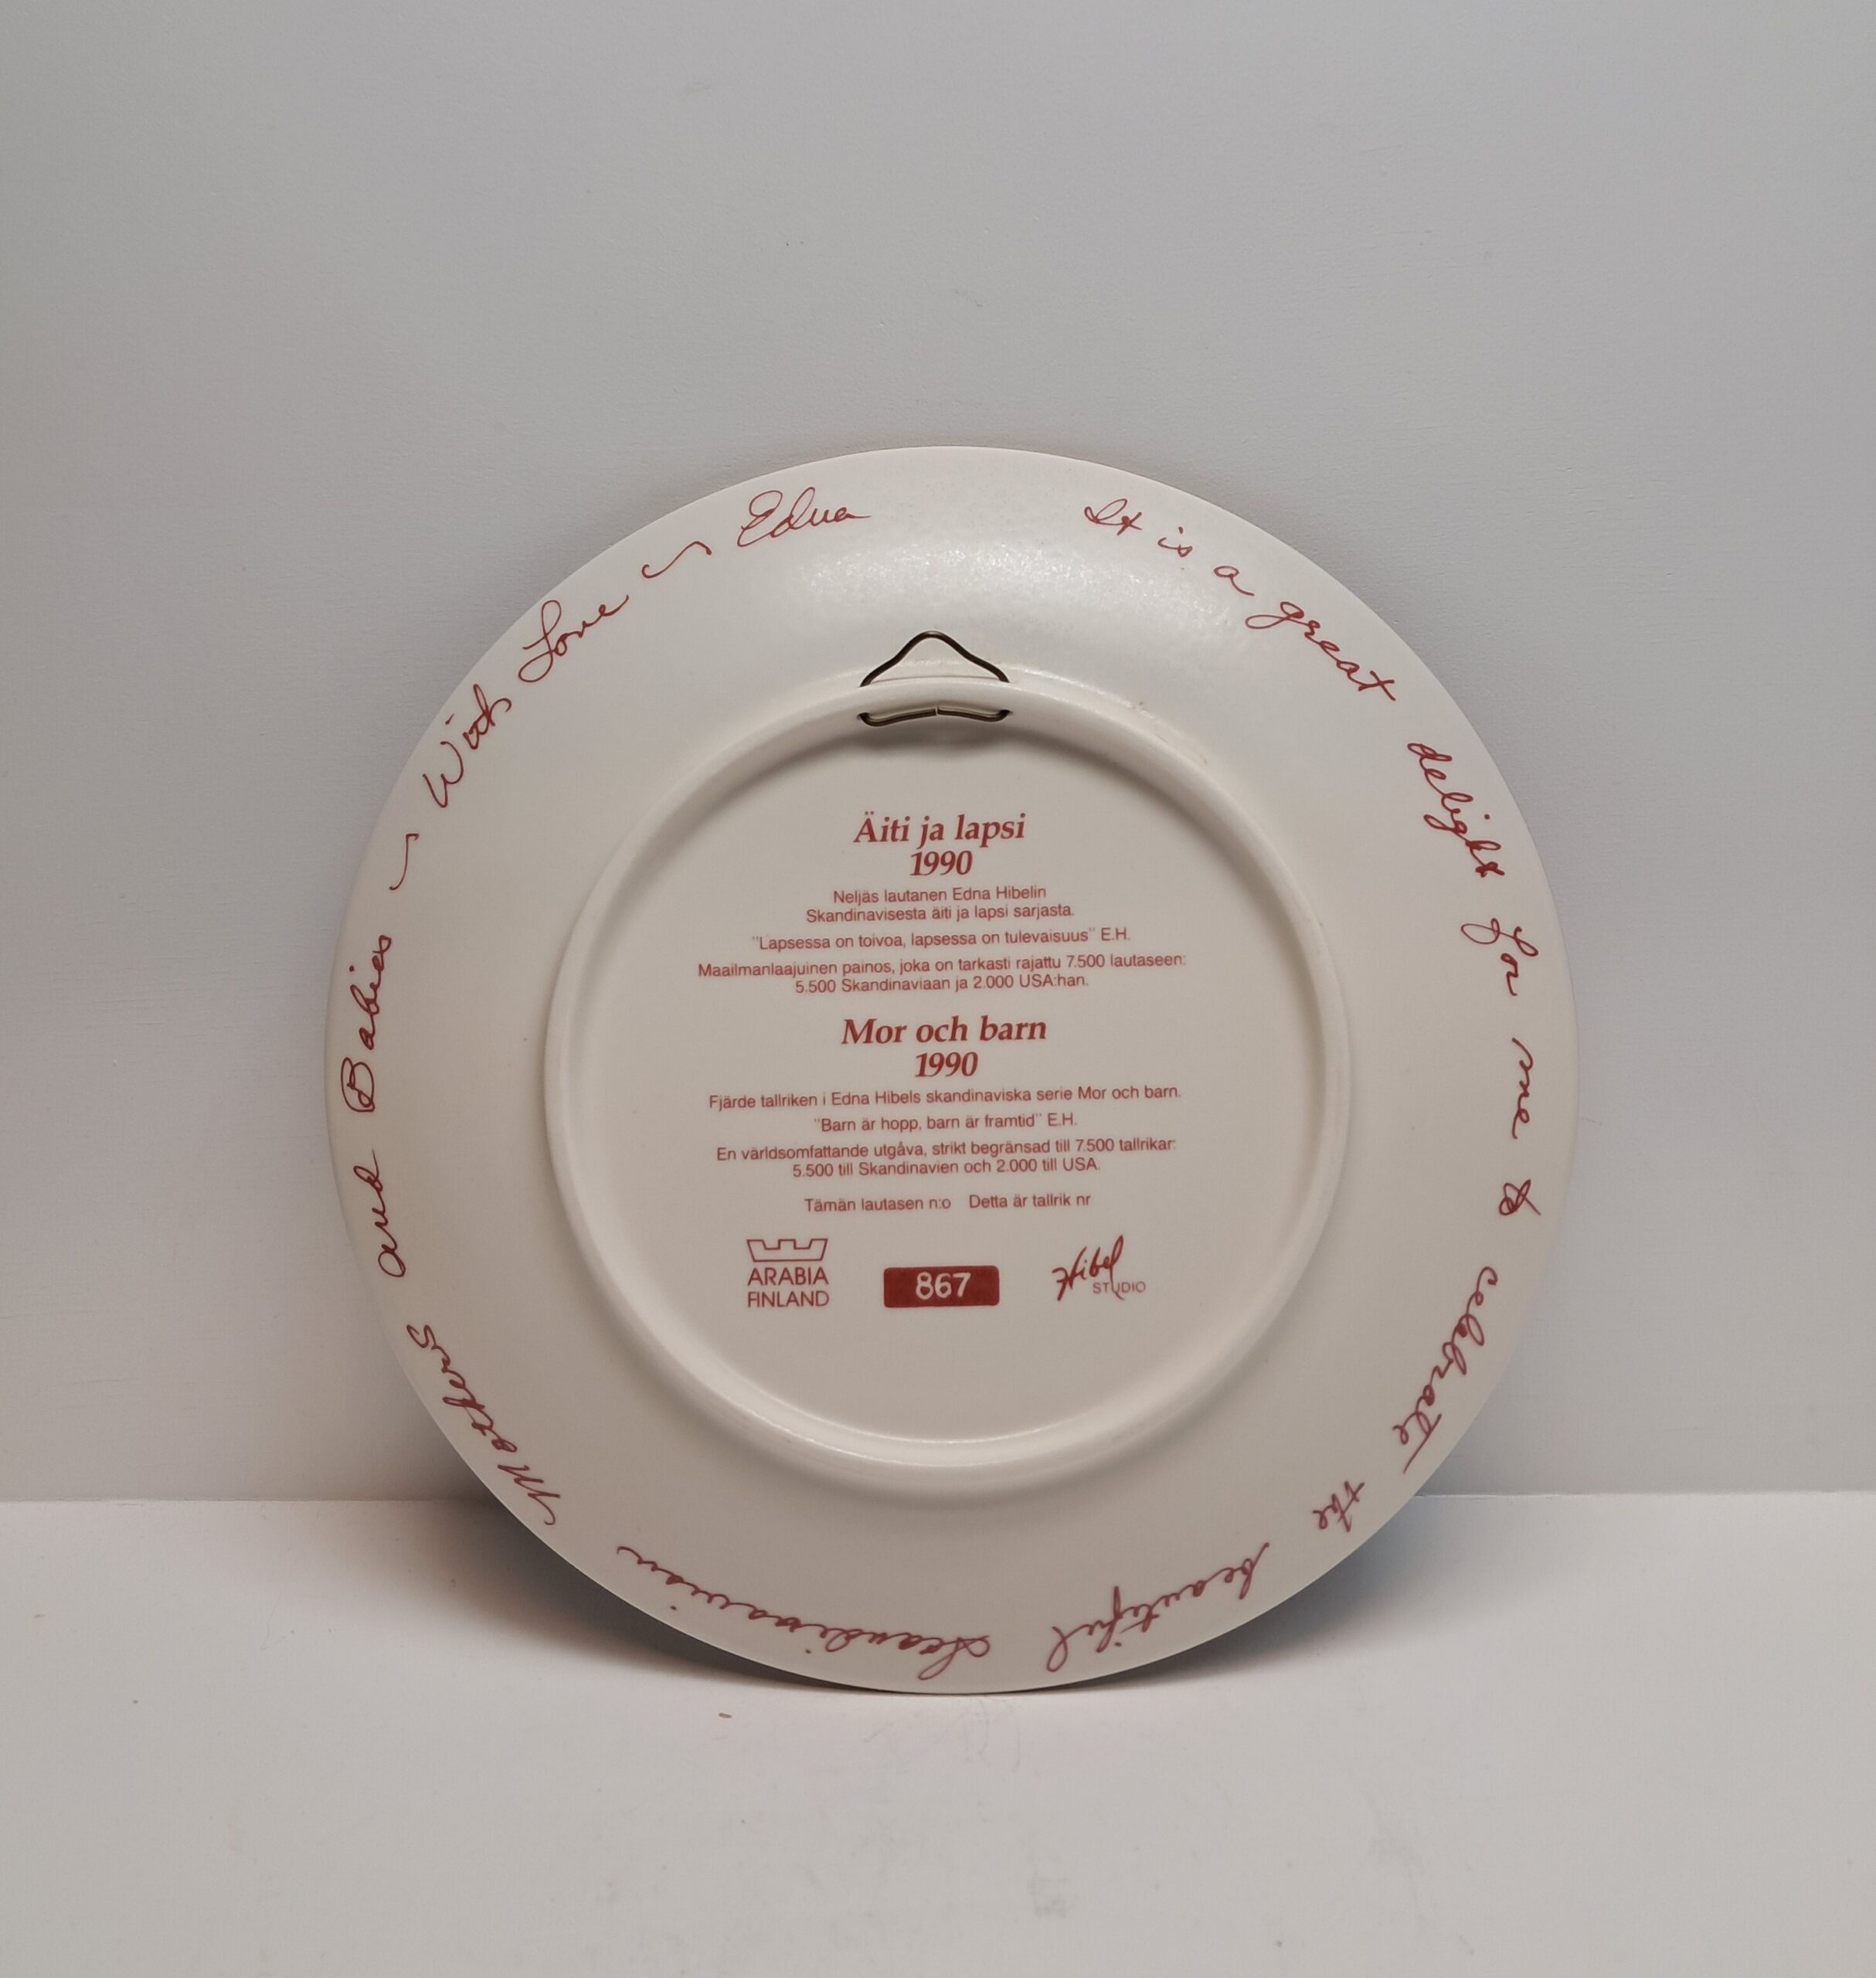 It is a great delight for me to celebrate the beautiful Scandinavian Mothers and Babies ~ With Love ~ Edna
Äiti ja lapsi
1990
Neljäs lautanen Edna Hibelin
Skandinavisesta äiti ja lapsi sarjasta.
"Lapsessa on toivoa, lapsessa on tulevaisuus" E.H.
Maailmanlaajuinen painos, joka on tarkasti rajattu 7.500 lautaseen:
5.500 Skandinaviaan ja 2.000 USA:han.
Mor och barn
1990
Fjärde tallriken i Edna Hibels skandinaviska serie Mor och barn.
"Barn är hopp, barn är framtid" E.H.
En världsomfattande utgåva, strikt begränsad till 7.500 tallrikar:
5.500 till Skandinavien och 2.000 till USA.
Tämän lautasen n:o Detta är tallrik nr
ARABIA
FINLAND
867
Hibel
STUDIO